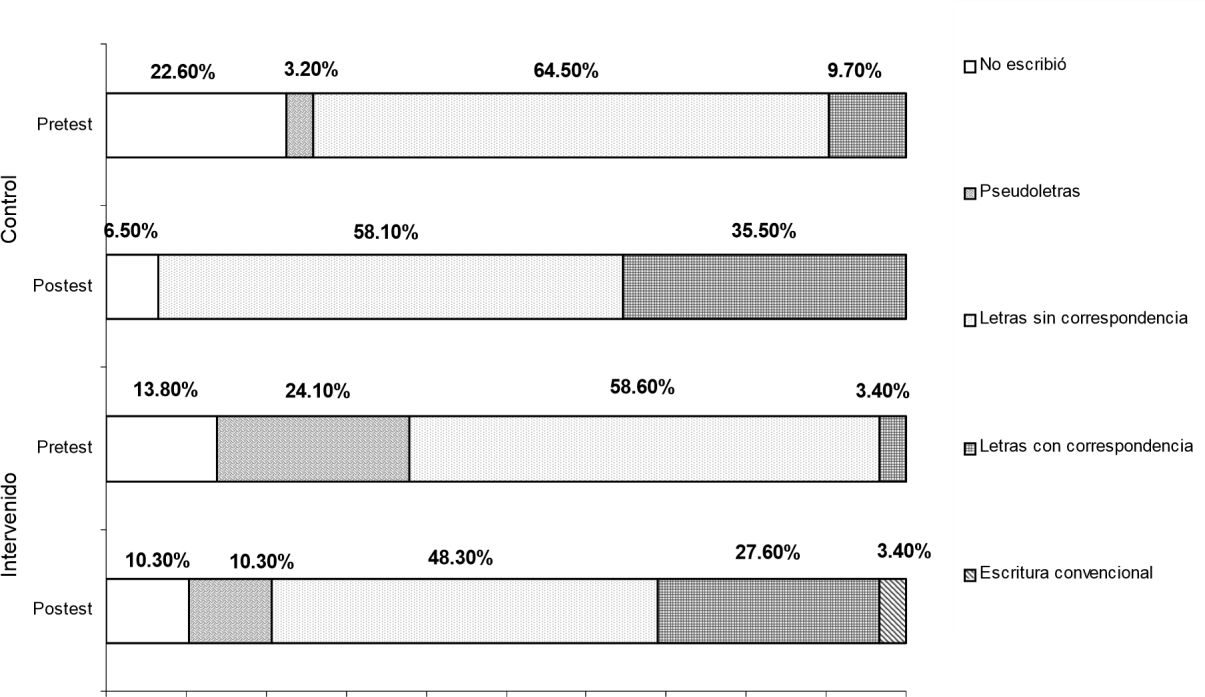 22.60% 3.20% 64.50% 9.70%
Pretest
6.50% 58.10% 35.50%
Postest
Control
13.80% 24.10% 58.60% 3.40%
Pretest
10.30% 10.30% 48.30% 27.60% 3.40%
Postest
Intervenido
No escribió
Pseudoletras
Letras sin correspondencia
Letras con correspondencia
Escritura convencional